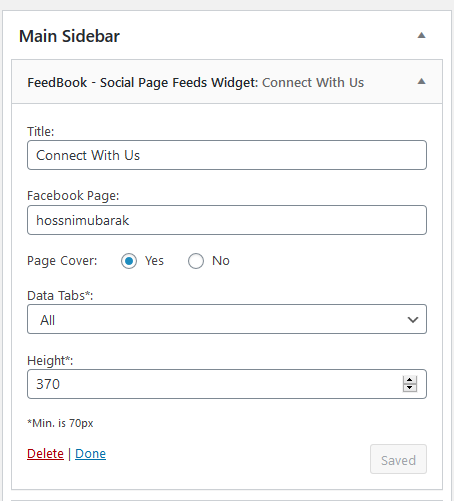 Main Sidebar
FeedBook - Social Page Feeds Widget: Connect With Us
Title:
Connect With Us
Facebook Page:
hossnimubarak
Page Cover: Yes No
Data Tabs*:
All
Height*:
370
*Min. is 70px
Delete | Done
Saved